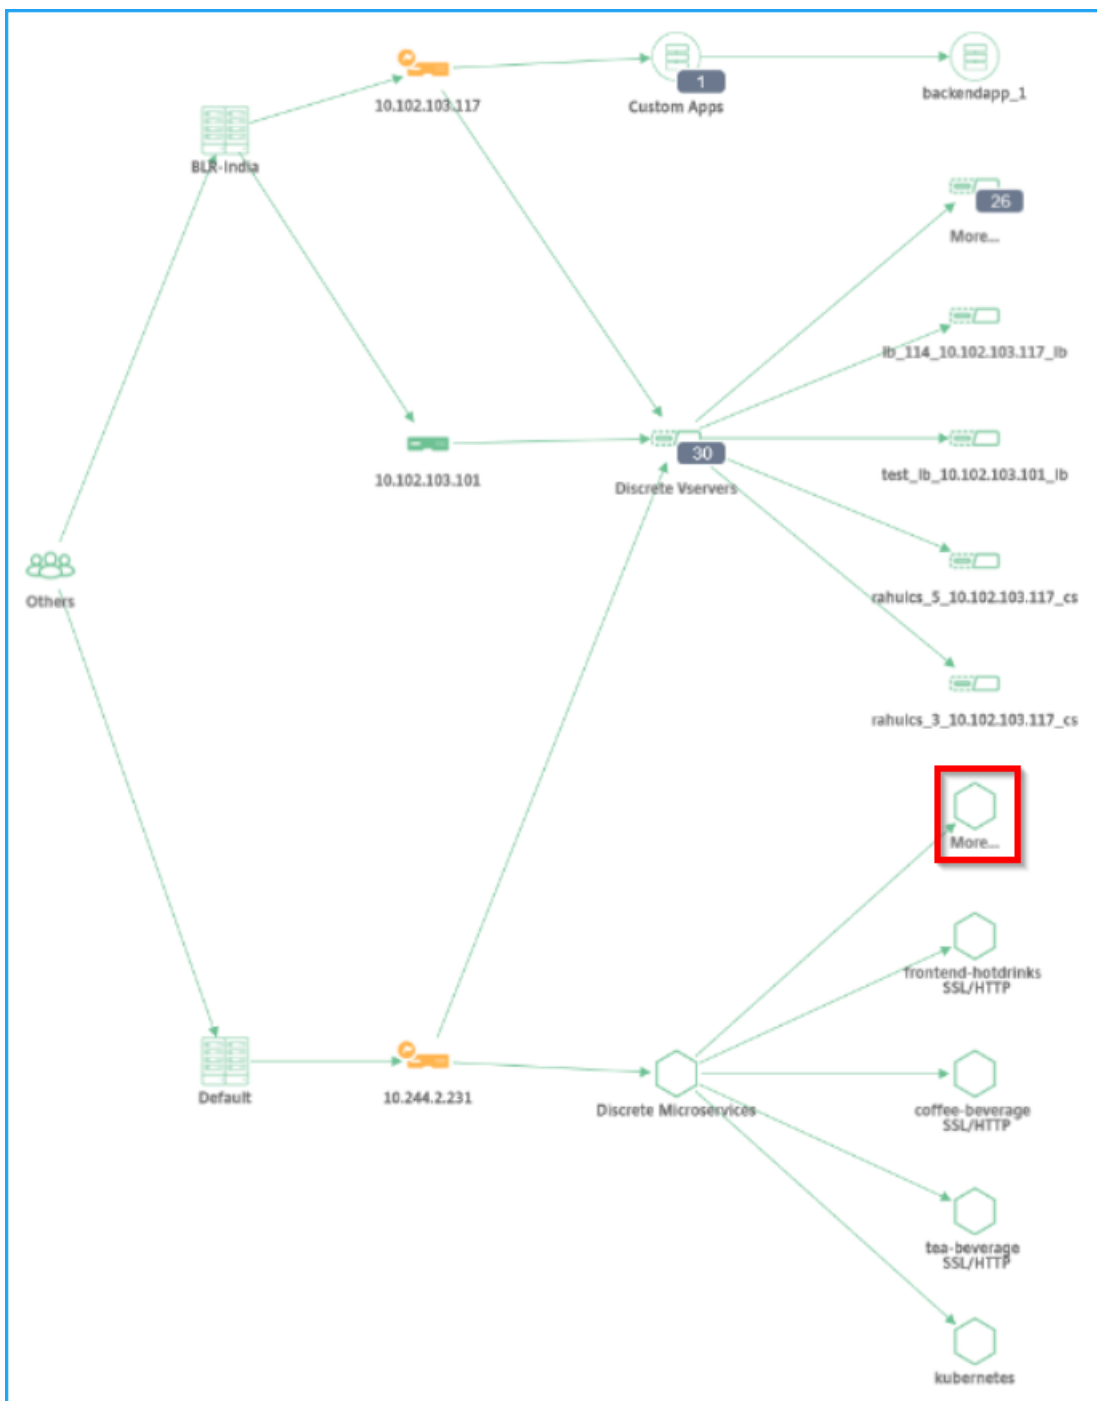 10.102.103.117
1
Custom Apps
backendapp_1
BLR-India
26
More...
lb_114_10.102.103.117_lb
10.102.103.101
30
Discrete Vservers
test_lb_10.102.103.101_lb
Others
rahulcs_5_10.102.103.117_cs
rahulcs_3_10.102.103.117_cs
More...
frontend-hotdrinks
SSL/HTTP
Default
10.244.2.231
Discrete Microservices
coffee-beverage
SSL/HTTP
tea-beverage
SSL/HTTP
kubernetes